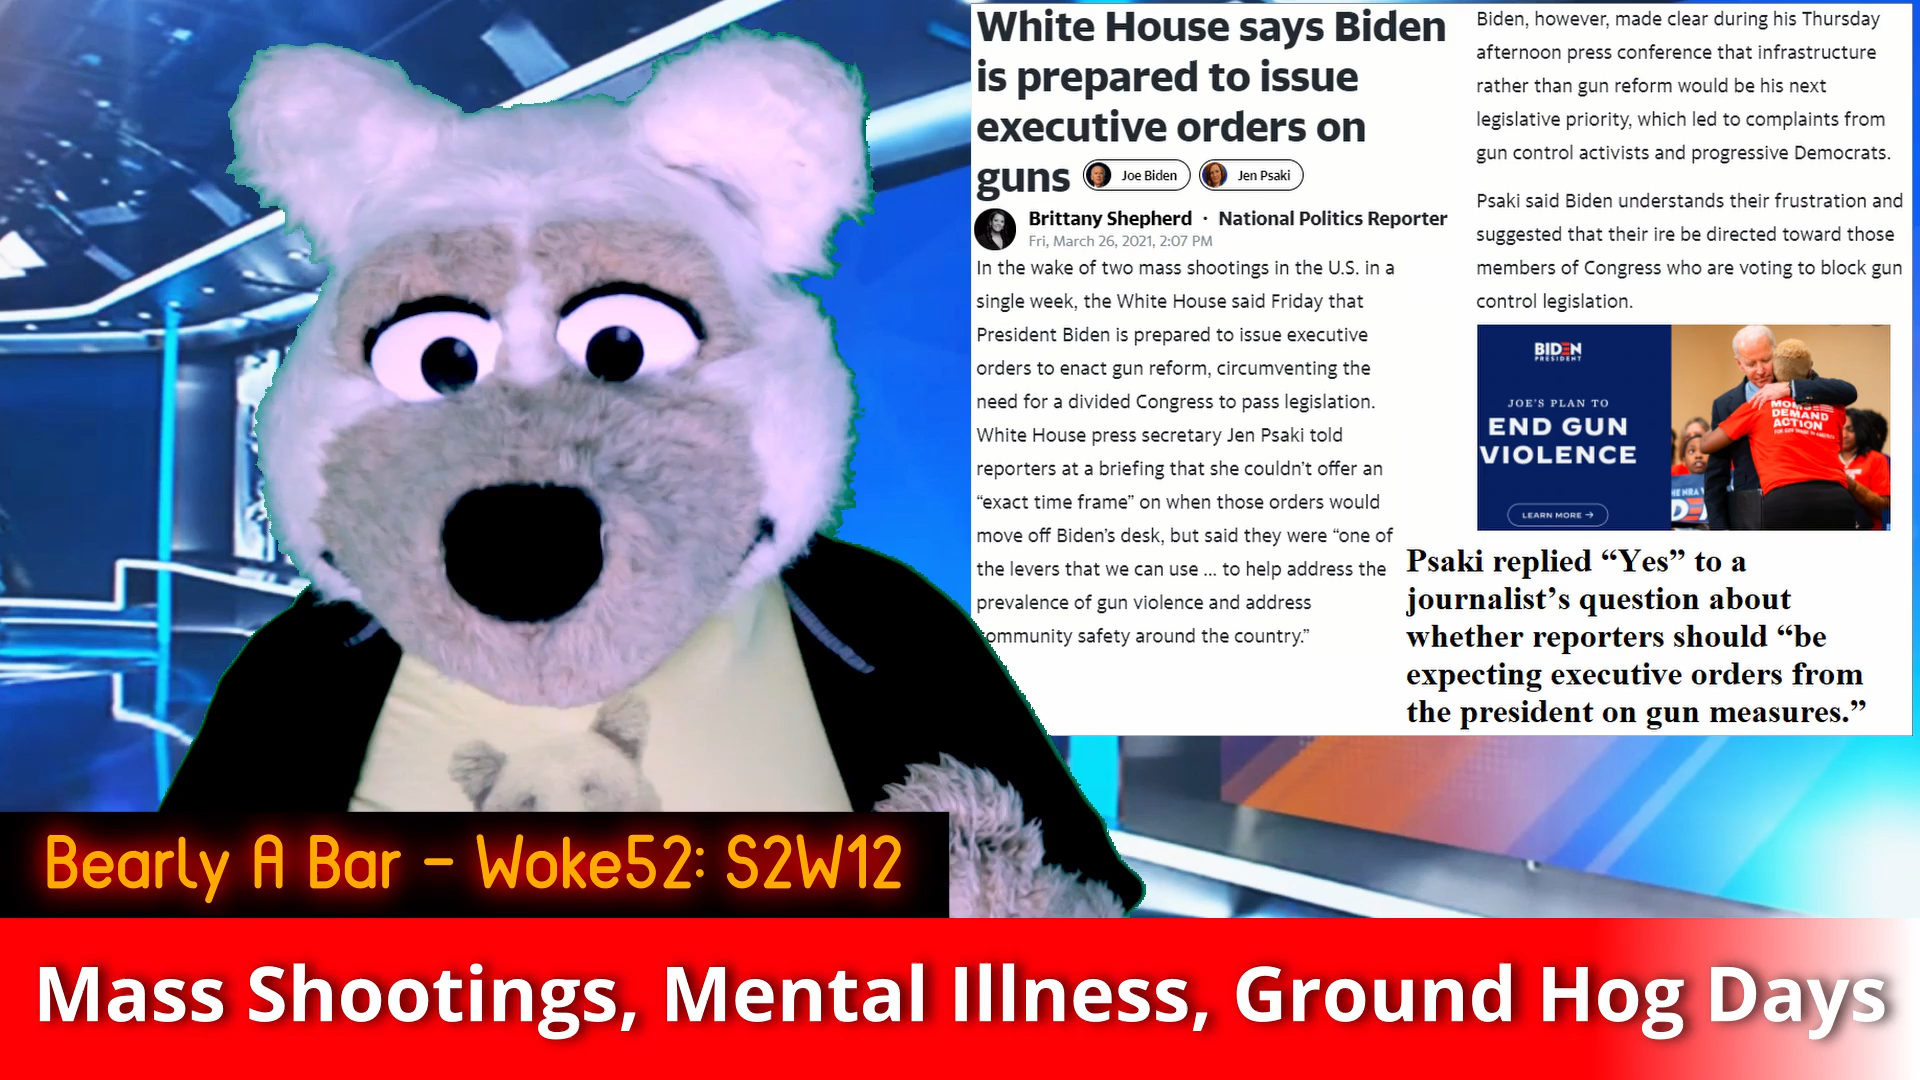 White House says Biden
is prepared to issue
executive orders on
guns
Joe Biden
Jen Psaki
Brittany Shepherd · National Politics Reporter
Fri, March 26, 2021, 2:07 PM
In the wake of two mass shootings in the U.S. in a
single week, the White House said Friday that
President Biden is prepared to issue executive
orders to enact gun reform, circumventing the
need for a divided Congress to pass legislation.
White House press secretary Jen Psaki told
reporters at a briefing that she couldn't offer an
“exact time frame” on when those orders would
move off Biden's desk, but said they were “one of
the levers that we can use ... to help address the
prevalence of gun violence and address
community safety around the country.”
Biden, however, made clear during his Thursday
afternoon press conference that infrastructure
rather than gun reform would be his next
legislative priority, which led to complaints from
gun control activists and progressive Democrats.
Psaki said Biden understands their frustration and
suggested that their ire be directed toward those
members of Congress who are voting to block gun
control legislation.
BIDEN
PRESIDENT
JOE'S PLAN TO
END GUN
VIOLENCE
LEARN MORE →
MOMS
DEMAND
ACTION
Psaki replied “Yes” to a
journalist’s question about
whether reporters should “be
expecting executive orders from
the president on gun measures.”
Bearly A Bar - Woke52: S2W12
Mass Shootings, Mental Illness, Ground Hog Days